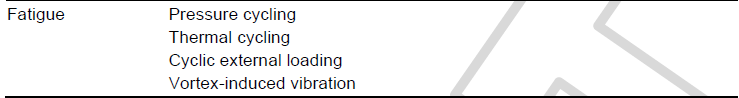 Fatigue Pressure cycling
Thermal cycling
Cyclic external loading
Vortex-induced vibration